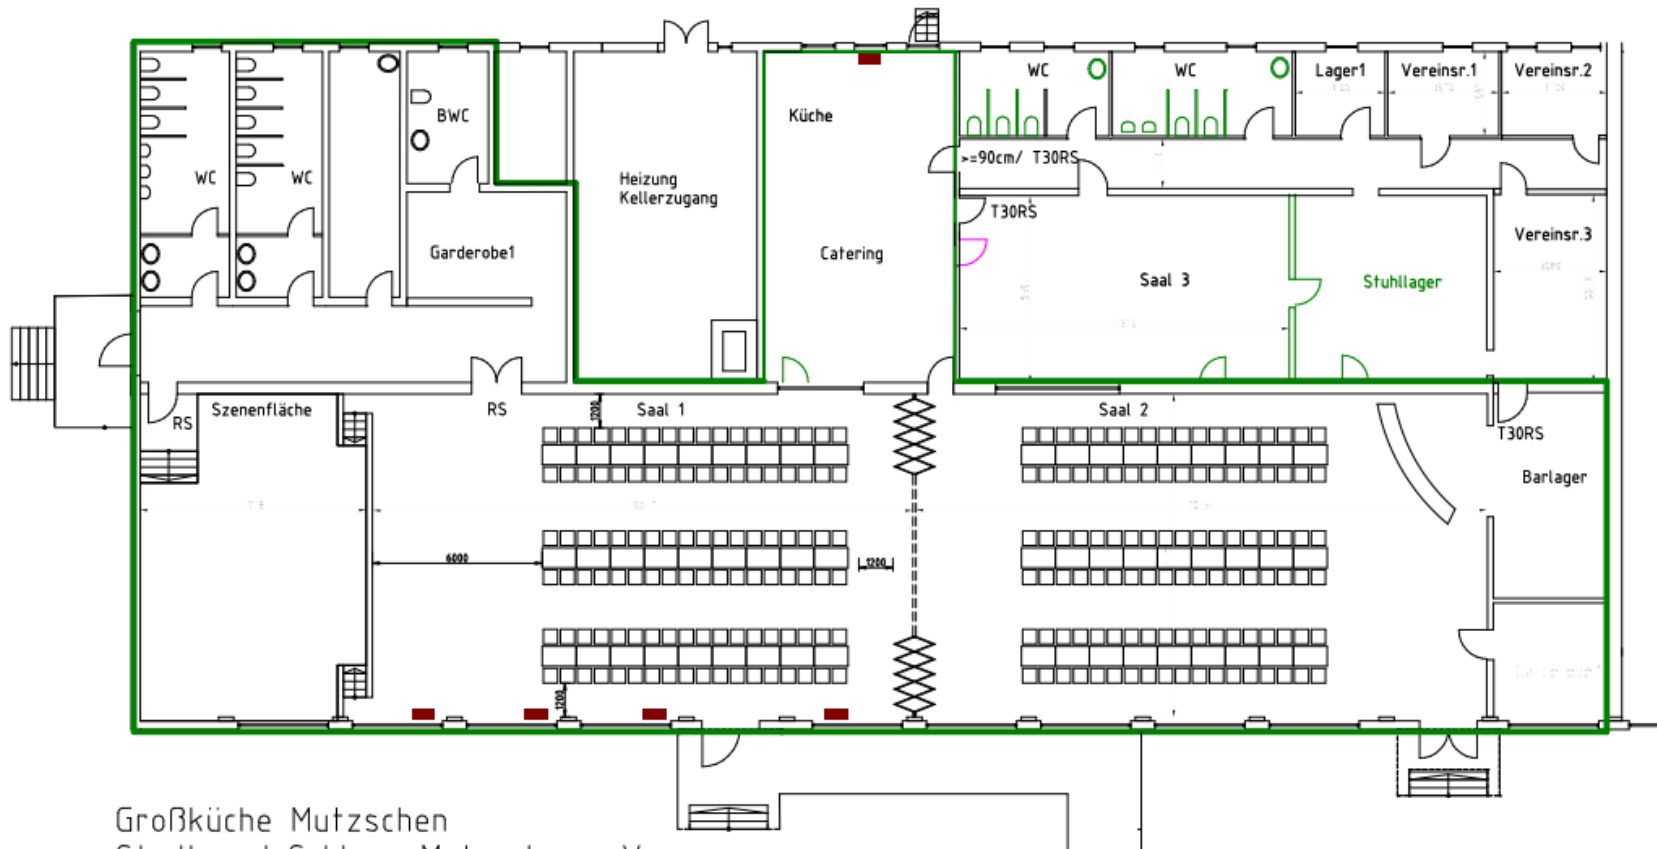 WC
WC
Lager1
Vereinsr.1
Vereinsr.2
Küche
BWC
>=90cm/ T30RS
WC
WC
Heizung
Kellerzugang
T30RS
Vereinsr.3
Garderobe1
Catering
Saal 3
Stuhllager
Szenenfläche
RS
RS
1200
Saal 1
Saal 2
T30RS
Barlager
6000
1200
1200
Großküche Mutzschen